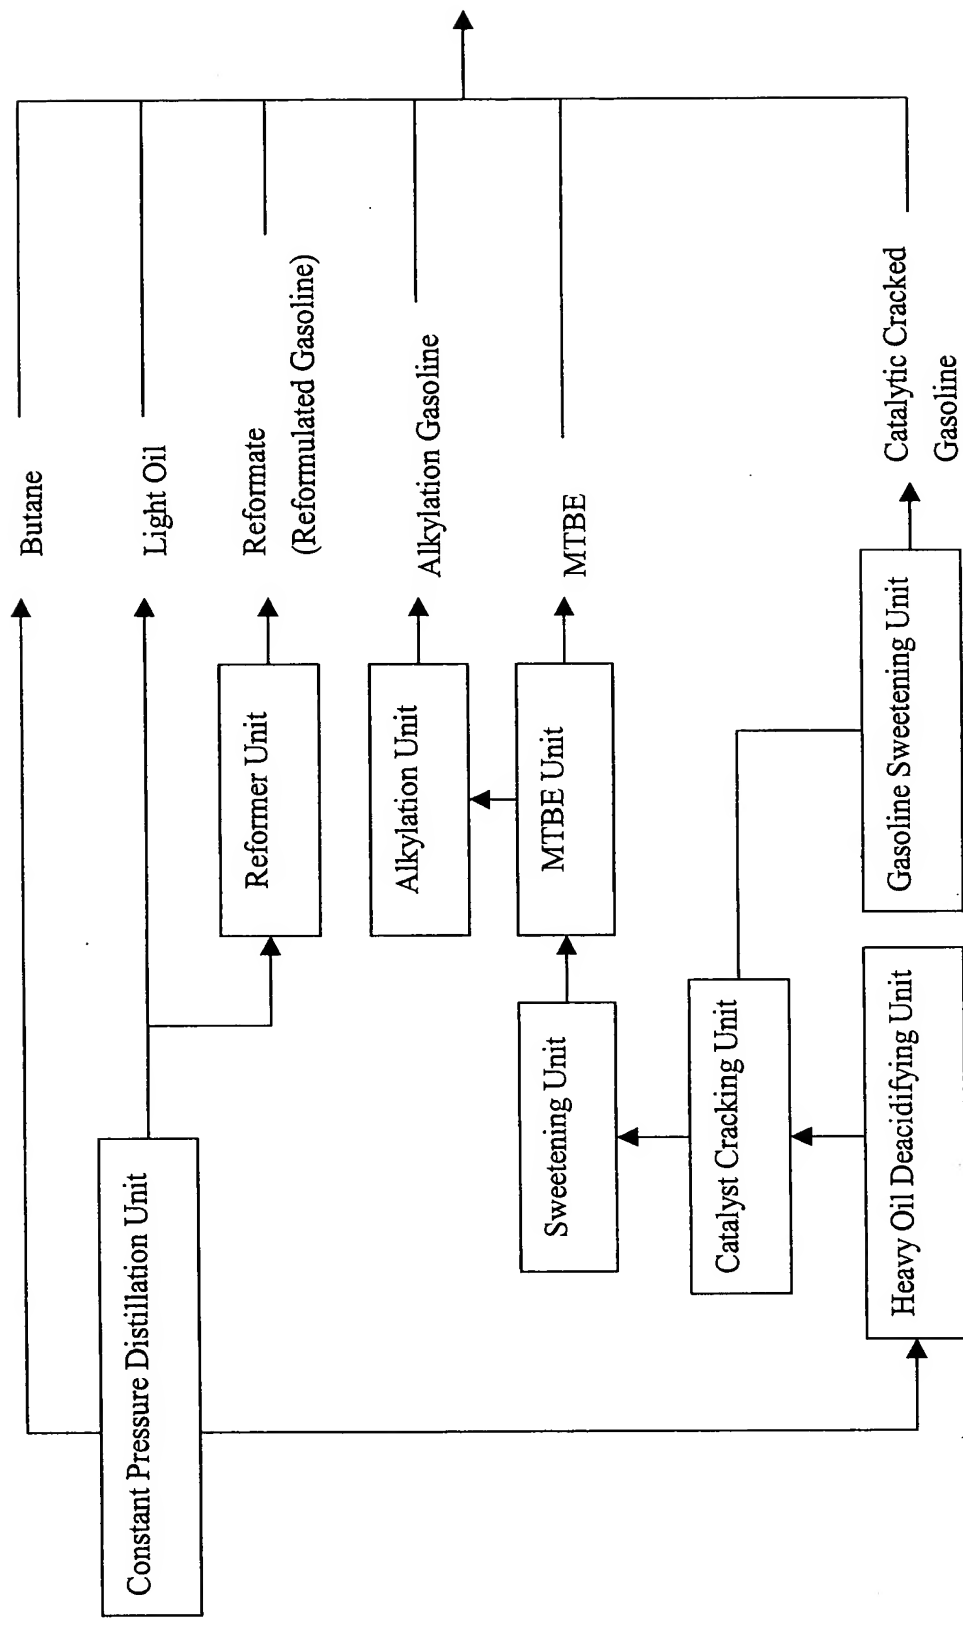 Butane
Constant Pressure Distillation Unit
Light Oil
Reformer Unit
Reformate
(Reformulated Gasoline)
Alkylation Unit
Alkylation Gasoline
Sweetening Unit
MTBE Unit
MTBE
Catalyst Cracking Unit
Heavy Oil Deacidifying Unit
Gasoline Sweetening Unit
Catalytic Cracked
Gasoline